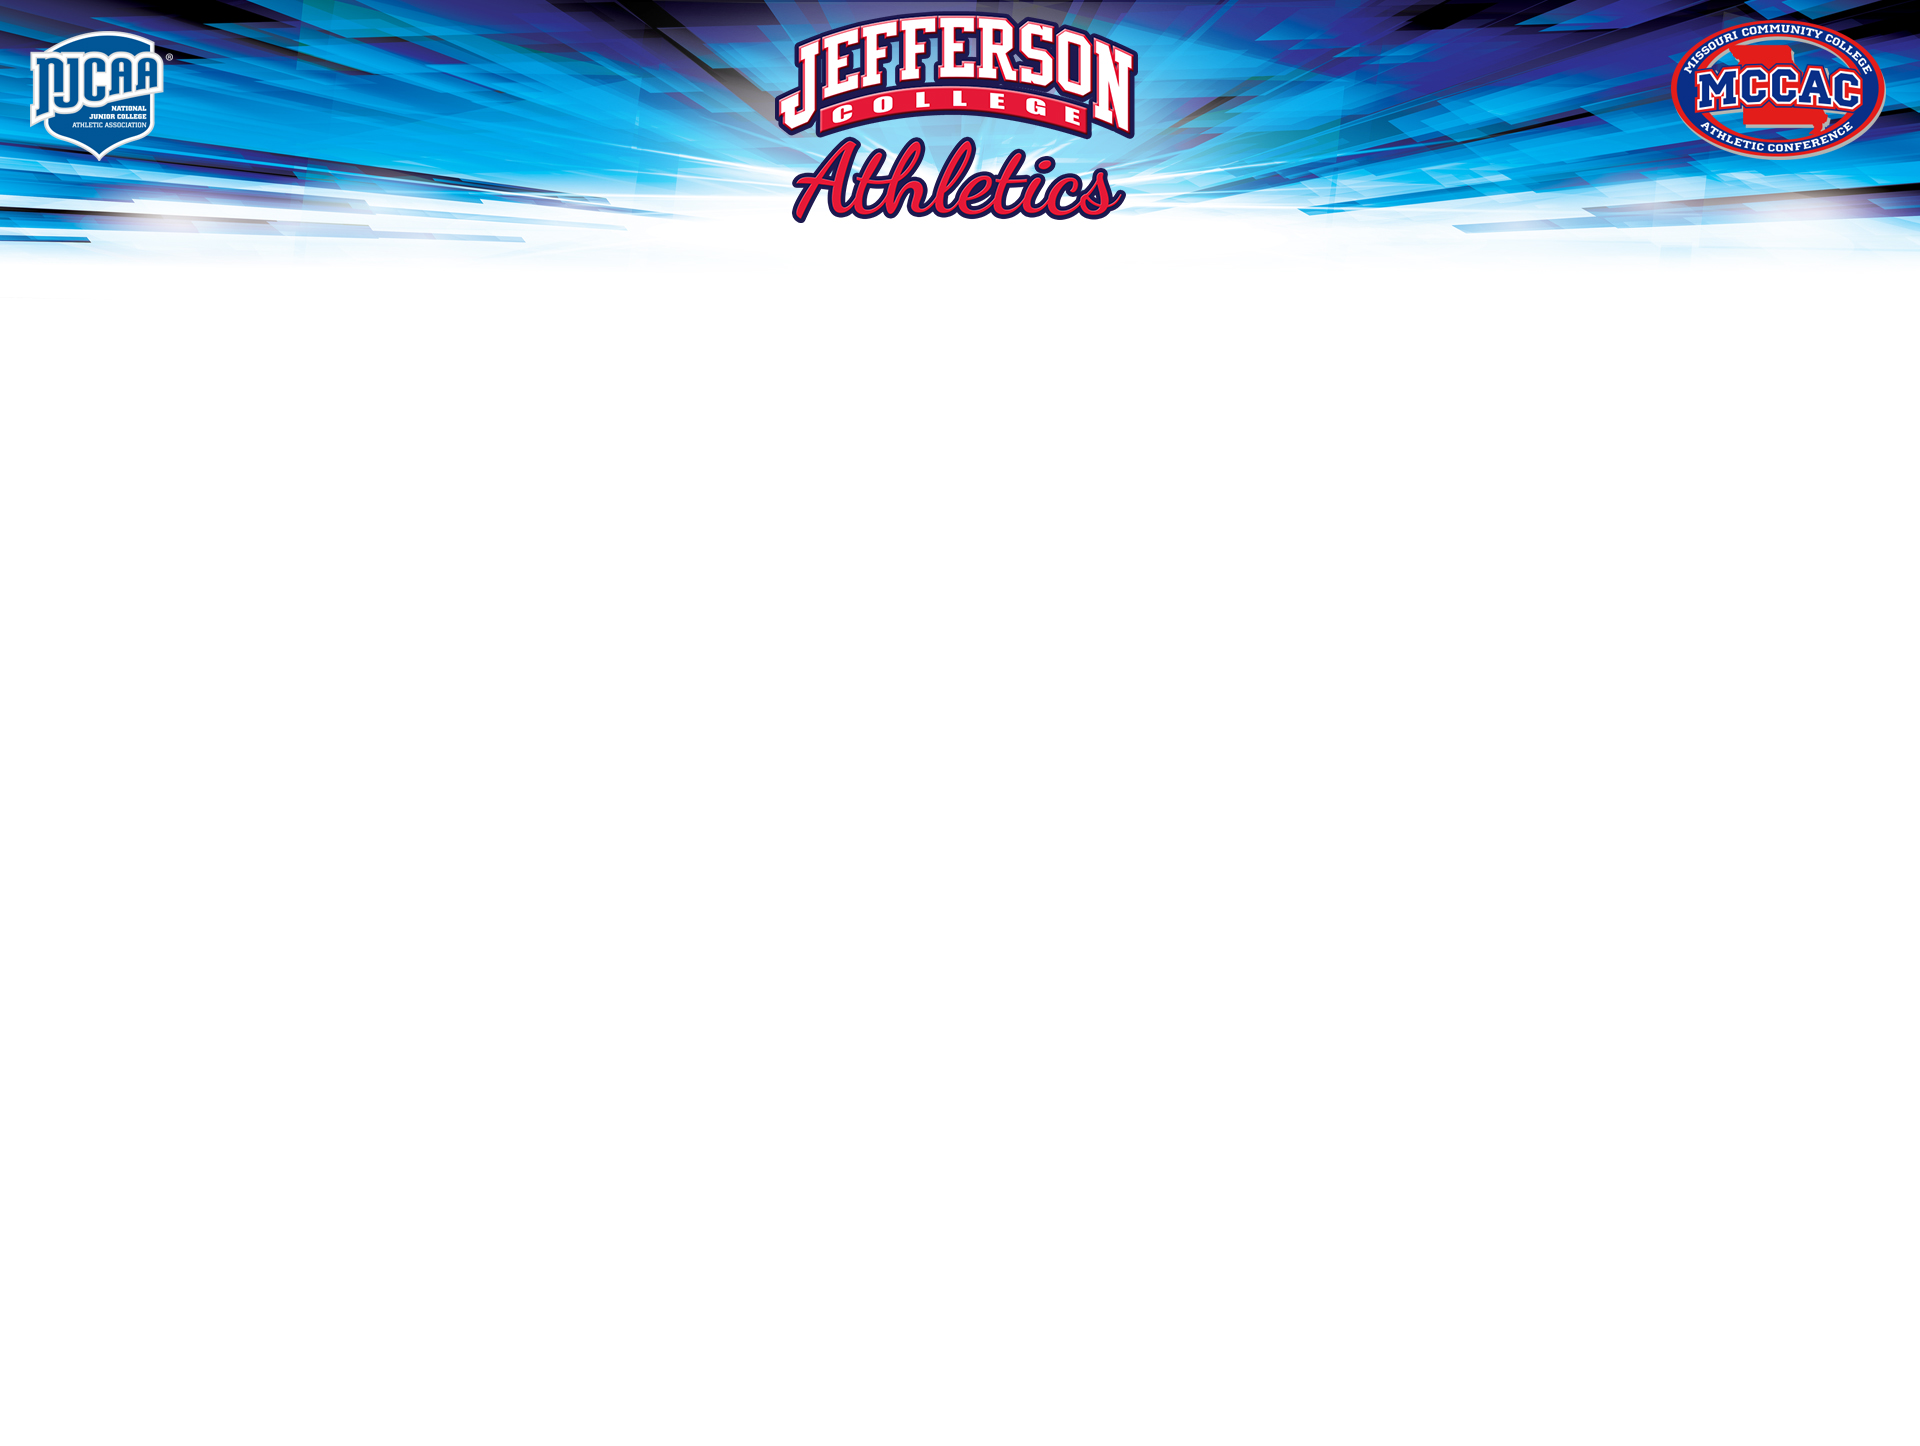 NJCAA ®
NATIONAL
JUNIOR COLLEGE
ATHLETIC ASSOCIATION
JEFFERSON
COLLEGE
Athletics
MISSOURI COMMUNITY COLLEGE
MCCAC
ATHLETIC CONFERENCE